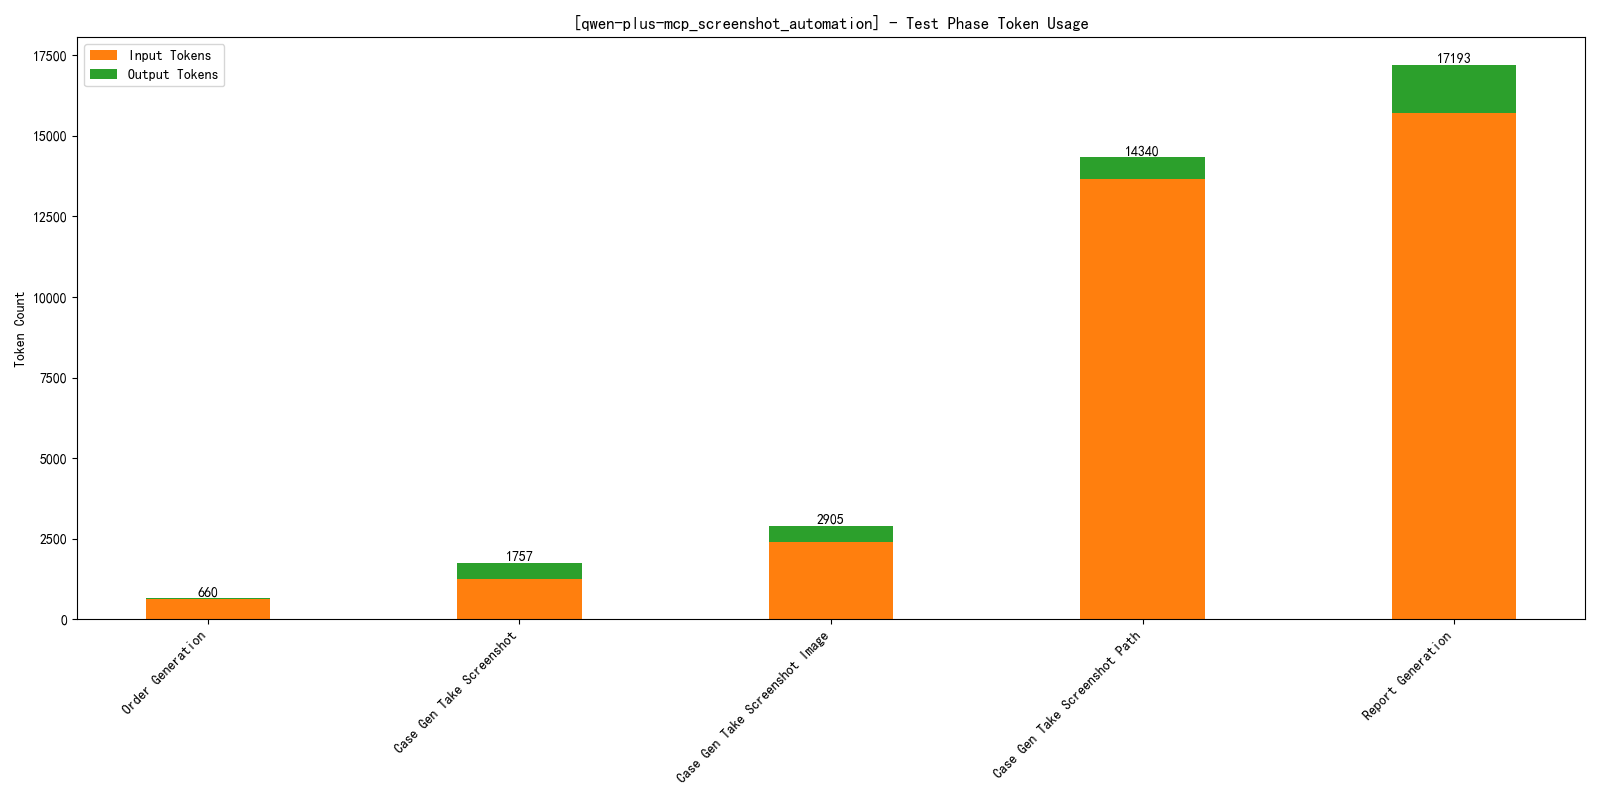 [qwen-plus-mcp_screenshot_automation] - Test Phase Token Usage
Input Tokens
Output Tokens
Token Count
17500
15000
12500
10000
7500
5000
2500
0
660
1757
2905
14340
17193
Order Generation
Case Gen Take Screenshot
Case Gen Take Screenshot Image
Case Gen Take Screenshot Path
Report Generation